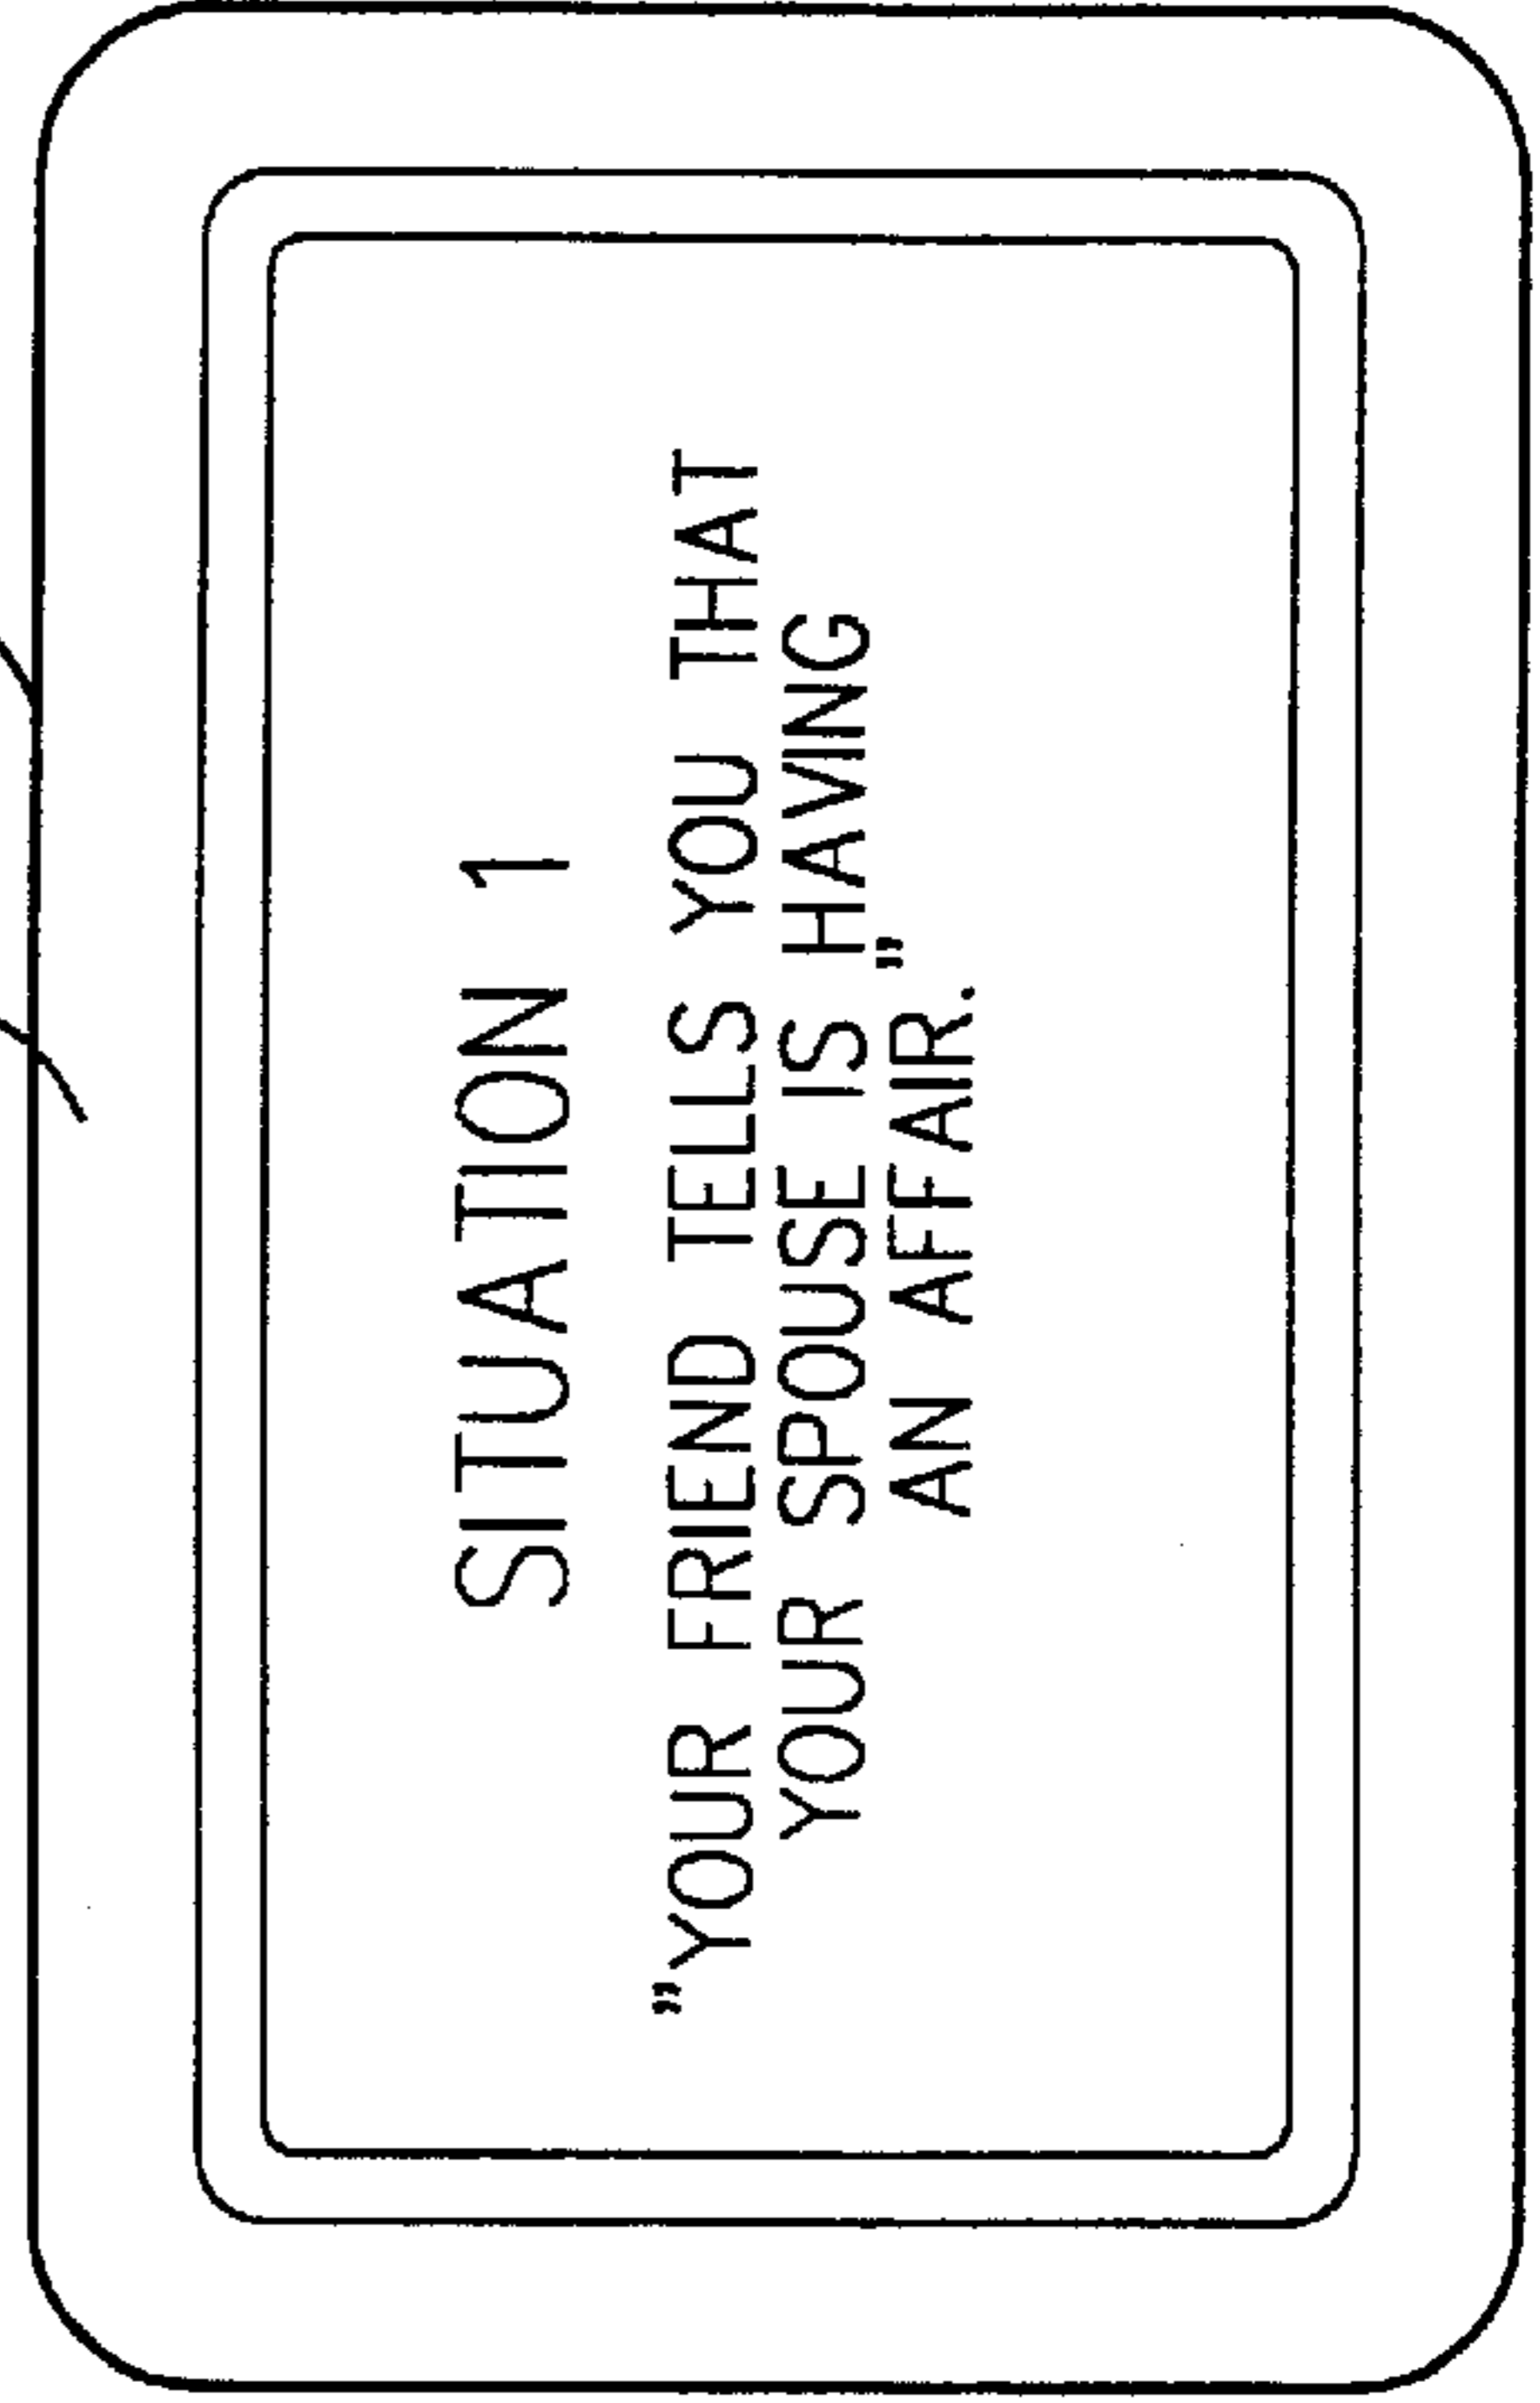 SITUATION 1
"YOUR FRIEND TELLS YOU THAT
YOUR SPOUSE IS HAVING
AN AFFAIR."